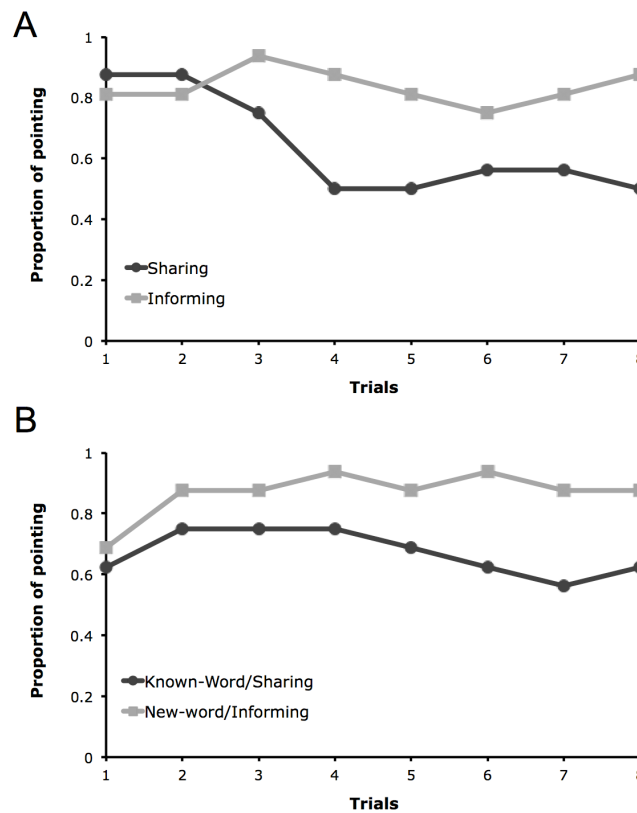 A
1
0.8
0.6
0.4
0.2
0
Proportion of pointing
Sharing
Informing
1 2 3 4 5 6 7 8
Trials
B
1
0.8
0.6
0.4
0.2
0
Proportion of pointing
Known-Word/Sharing
New-word/Informing
1 2 3 4 5 6 7 8
Trials